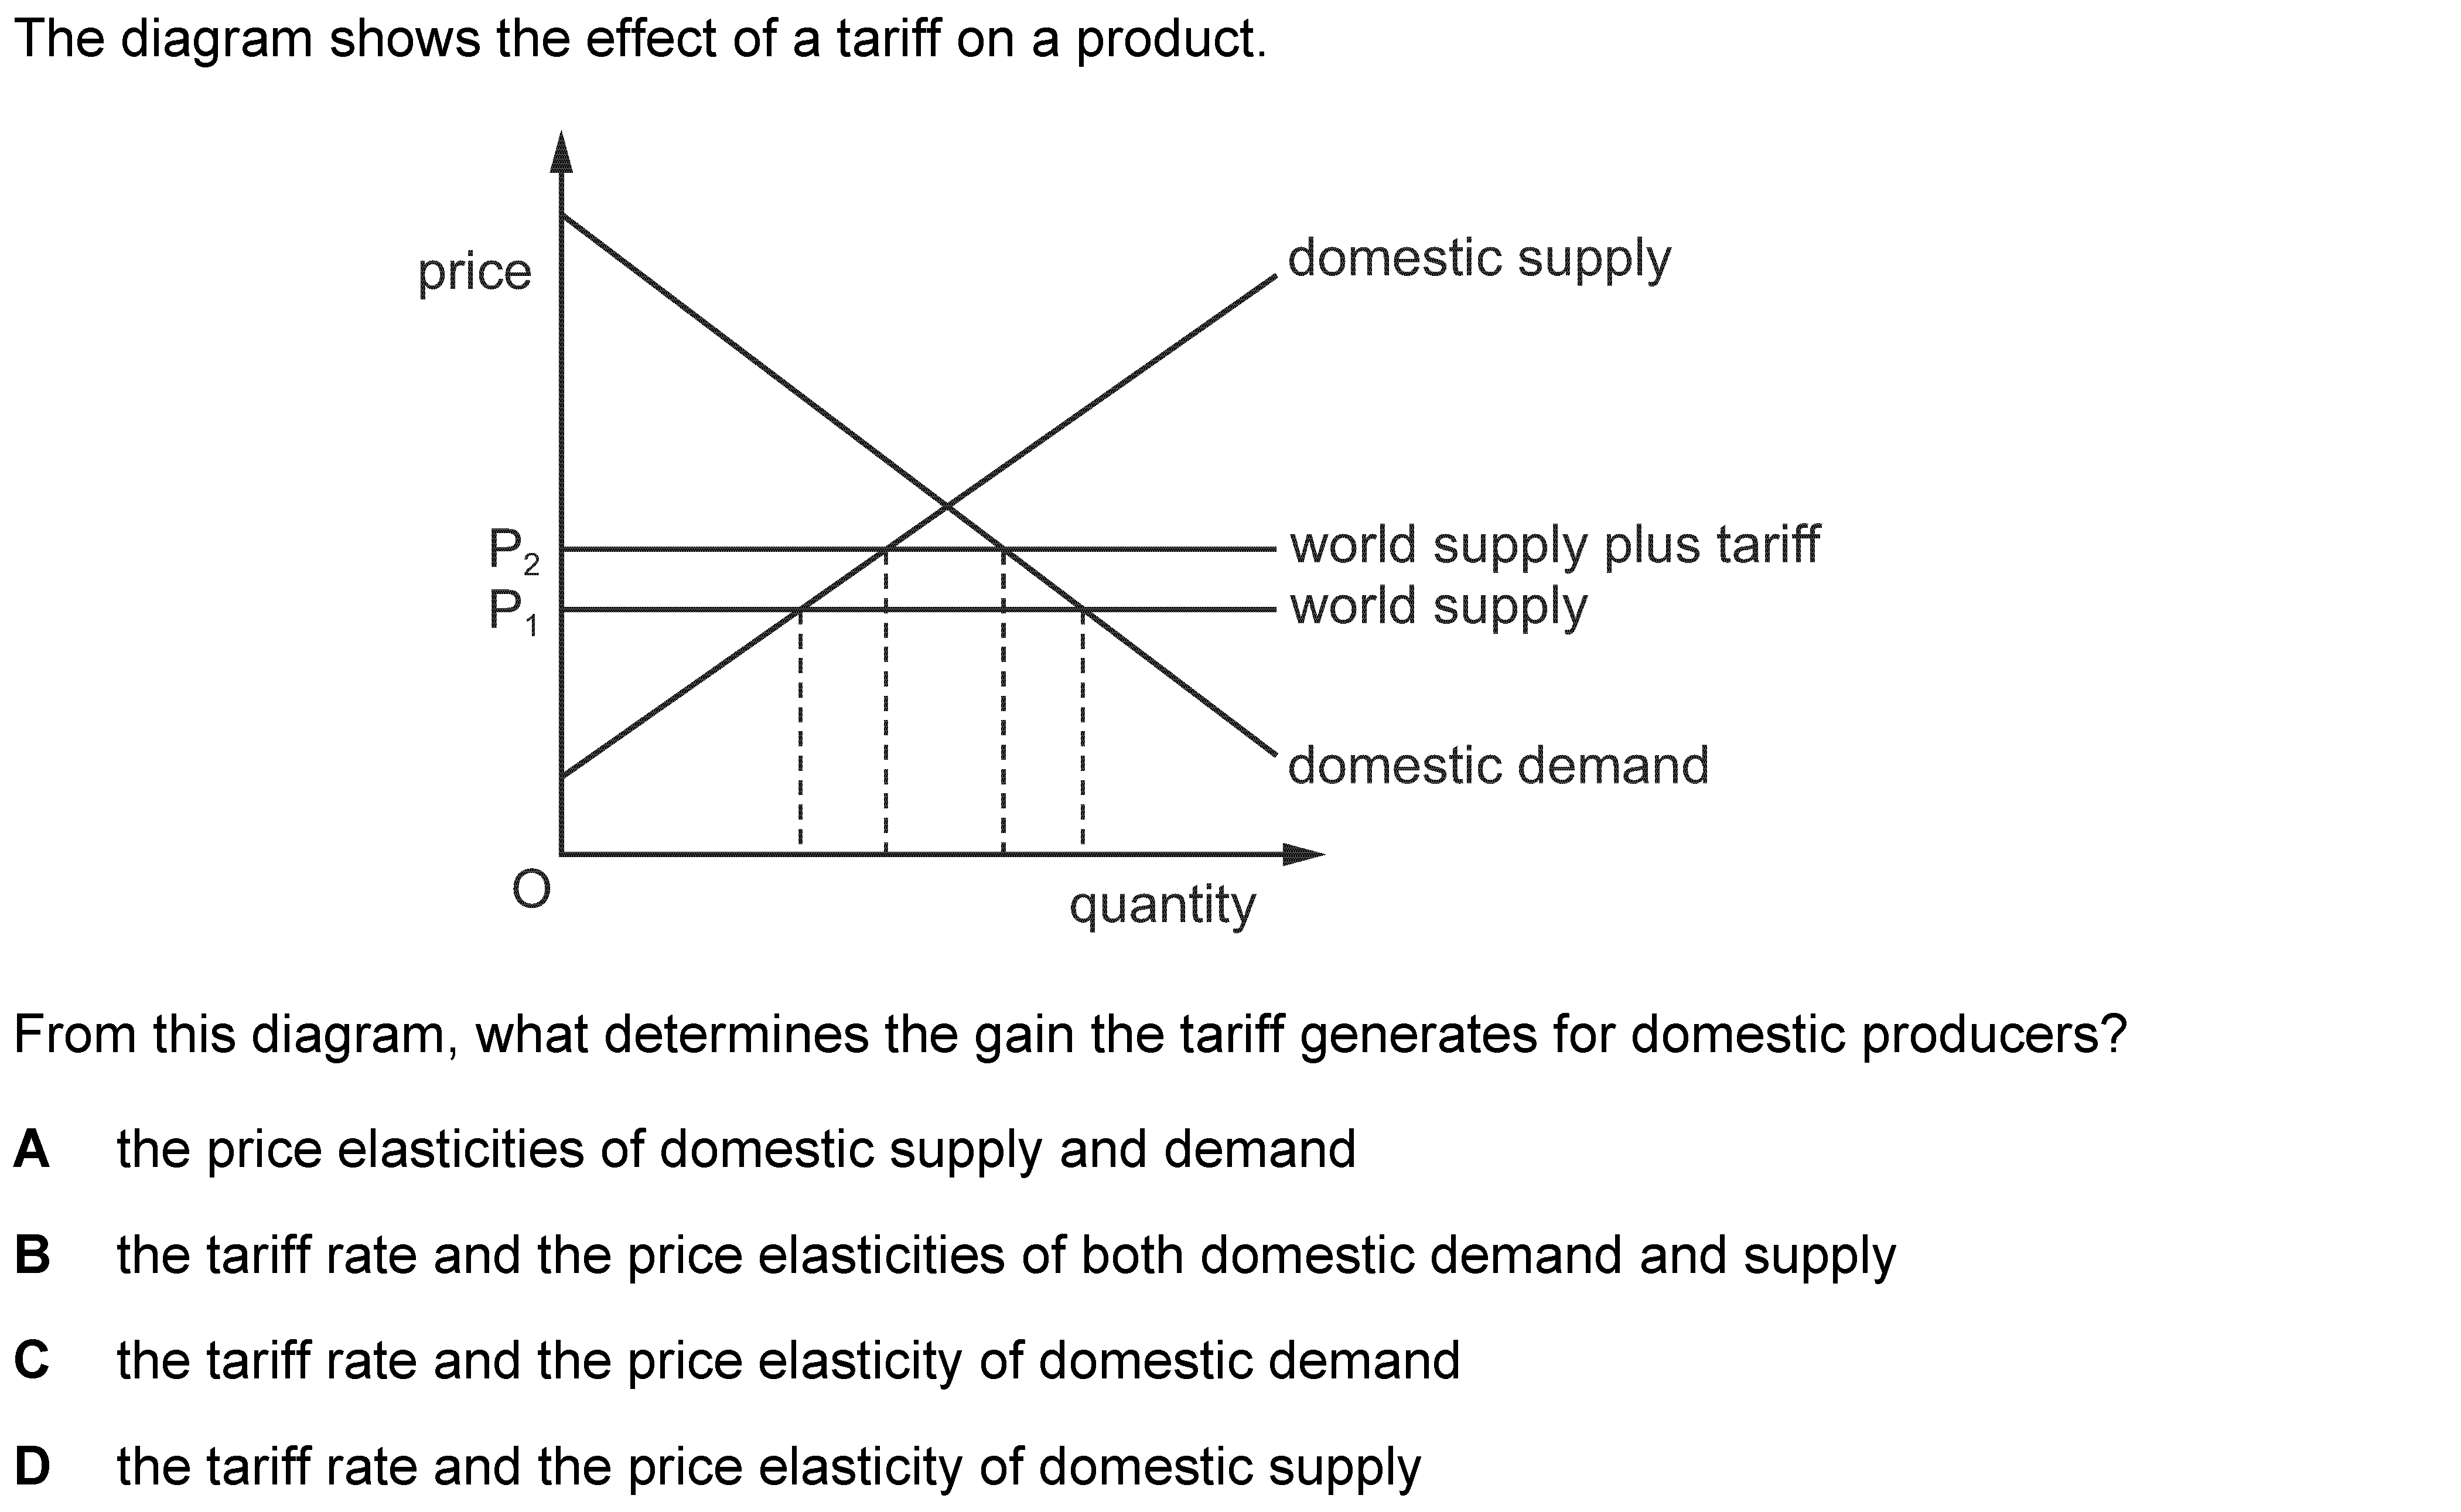 The diagram shows the effect of a tariff on a product.
price
domestic supply
P2
world supply plus tariff
P1
world supply
domestic demand
O
quantity
From this diagram, what determines the gain the tariff generates for domestic producers?
A the price elasticities of domestic supply and demand
B the tariff rate and the price elasticities of both domestic demand and supply
C the tariff rate and the price elasticity of domestic demand
D the tariff rate and the price elasticity of domestic supply